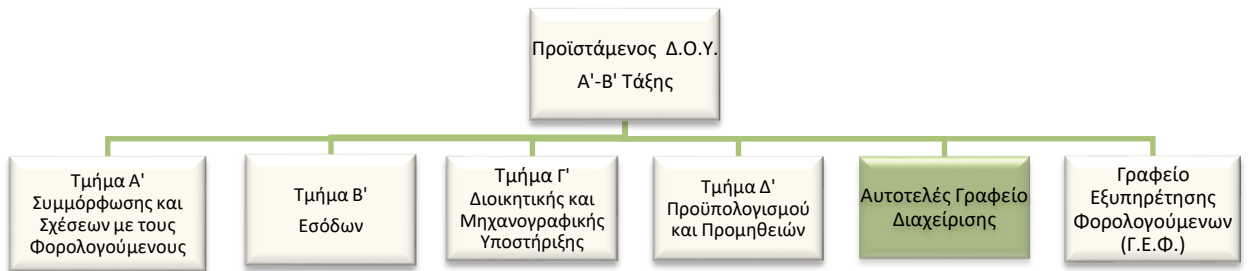 Προϊστάμενος Δ.Ο.Υ.
Α'-Β' Τάξης
Τμήμα Α'
Συμμόρφωσης και
Σχέσεων με τους
Φορολογούμενους
Τμήμα Β'
Εσόδων
Τμήμα Γ'
Διοικητικής και
Μηχανογραφικής
Υποστήριξης
Τμήμα Δ'
Προϋπολογισμού
και Προμηθειών
Αυτοτελές Γραφείο
Διαχείρισης
Γραφείο
Εξυπηρέτησης
Φορολογούμενων
(Γ.Ε.Φ.)